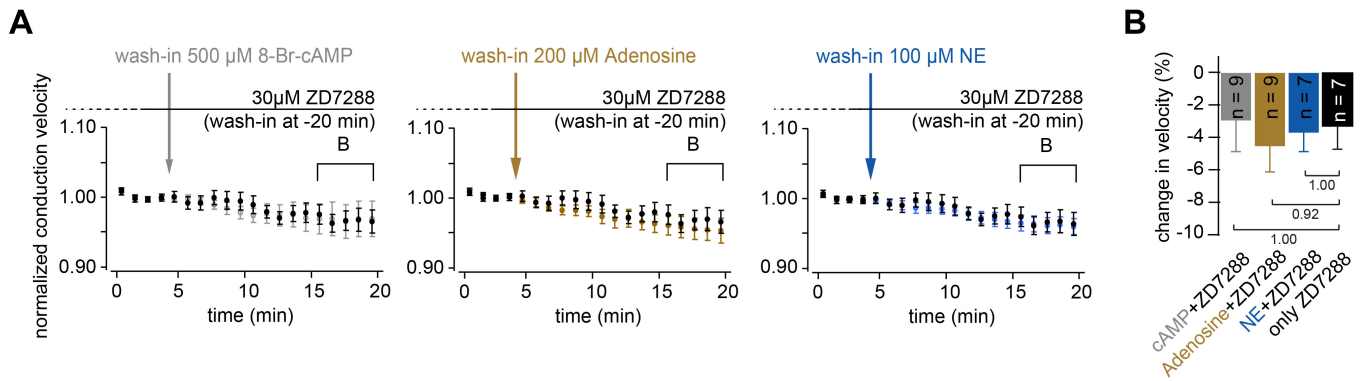 A
wash-in 500 µM 8-Br-cAMP
30µM ZD7288
(wash-in at -20 min)
B
normalized conduction velocity
1.10
1.00
0.90
0 5 10 15 20
time (min)
wash-in 200 µM Adenosine
30µM ZD7288
(wash-in at -20 min)
B
1.10
1.00
0.90
0 5 10 15 20
time (min)
wash-in 100 µM NE
30µM ZD7288
(wash-in at -20 min)
B
1.10
1.00
0.90
0 5 10 15 20
time (min)
B
change in velocity (%)
0
-2
-4
-6
-8
-10
n = 9
n = 9
n = 7
n = 7
1.00
0.92
1.00
cAMP+ZD7288
Adenosine+ZD7288
NE+ZD7288
only ZD7288